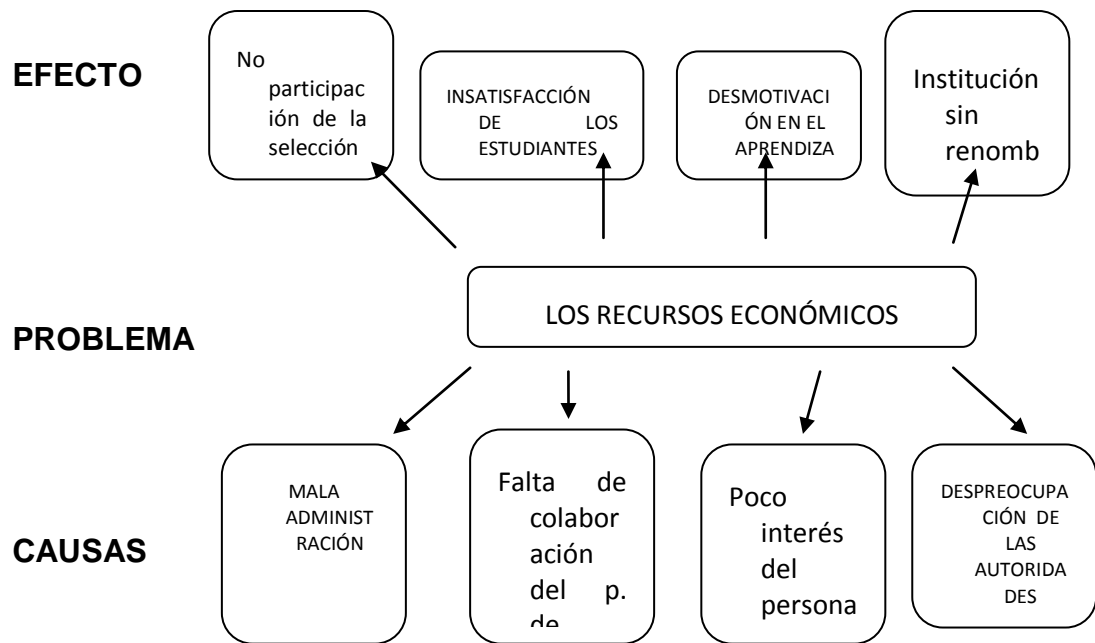 EFECTO
No
participac
ión de la
selección
INSATISFACCIÓN
DE LOS
ESTUDIANTES
DESMOTIVACI
ÓN EN EL
APRENDIZA
Institución
sin
renomb
PROBLEMA
LOS RECURSOS ECONÓMICOS
CAUSAS
MALA
ADMINIST
RACIÓN
Falta de
colabor
ación
del p.
de
Poco
interés
del
persona
DESPREOCUPA
CIÓN DE
LAS
AUTORIDA
DES